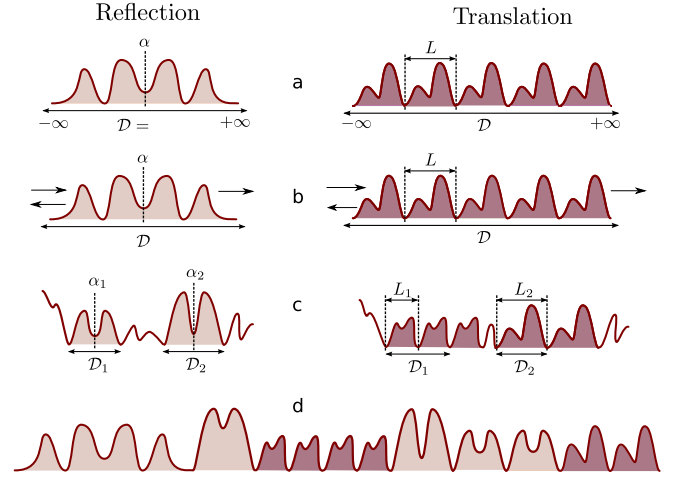 Reflection Translation
α L
a
−∞ 𝒟 = +∞ −∞ 𝒟 +∞
α L
b
𝒟 𝒟
α₁ α₂ L₁ L₂
c
𝒟₁ 𝒟₂ 𝒟₁ 𝒟₂
d